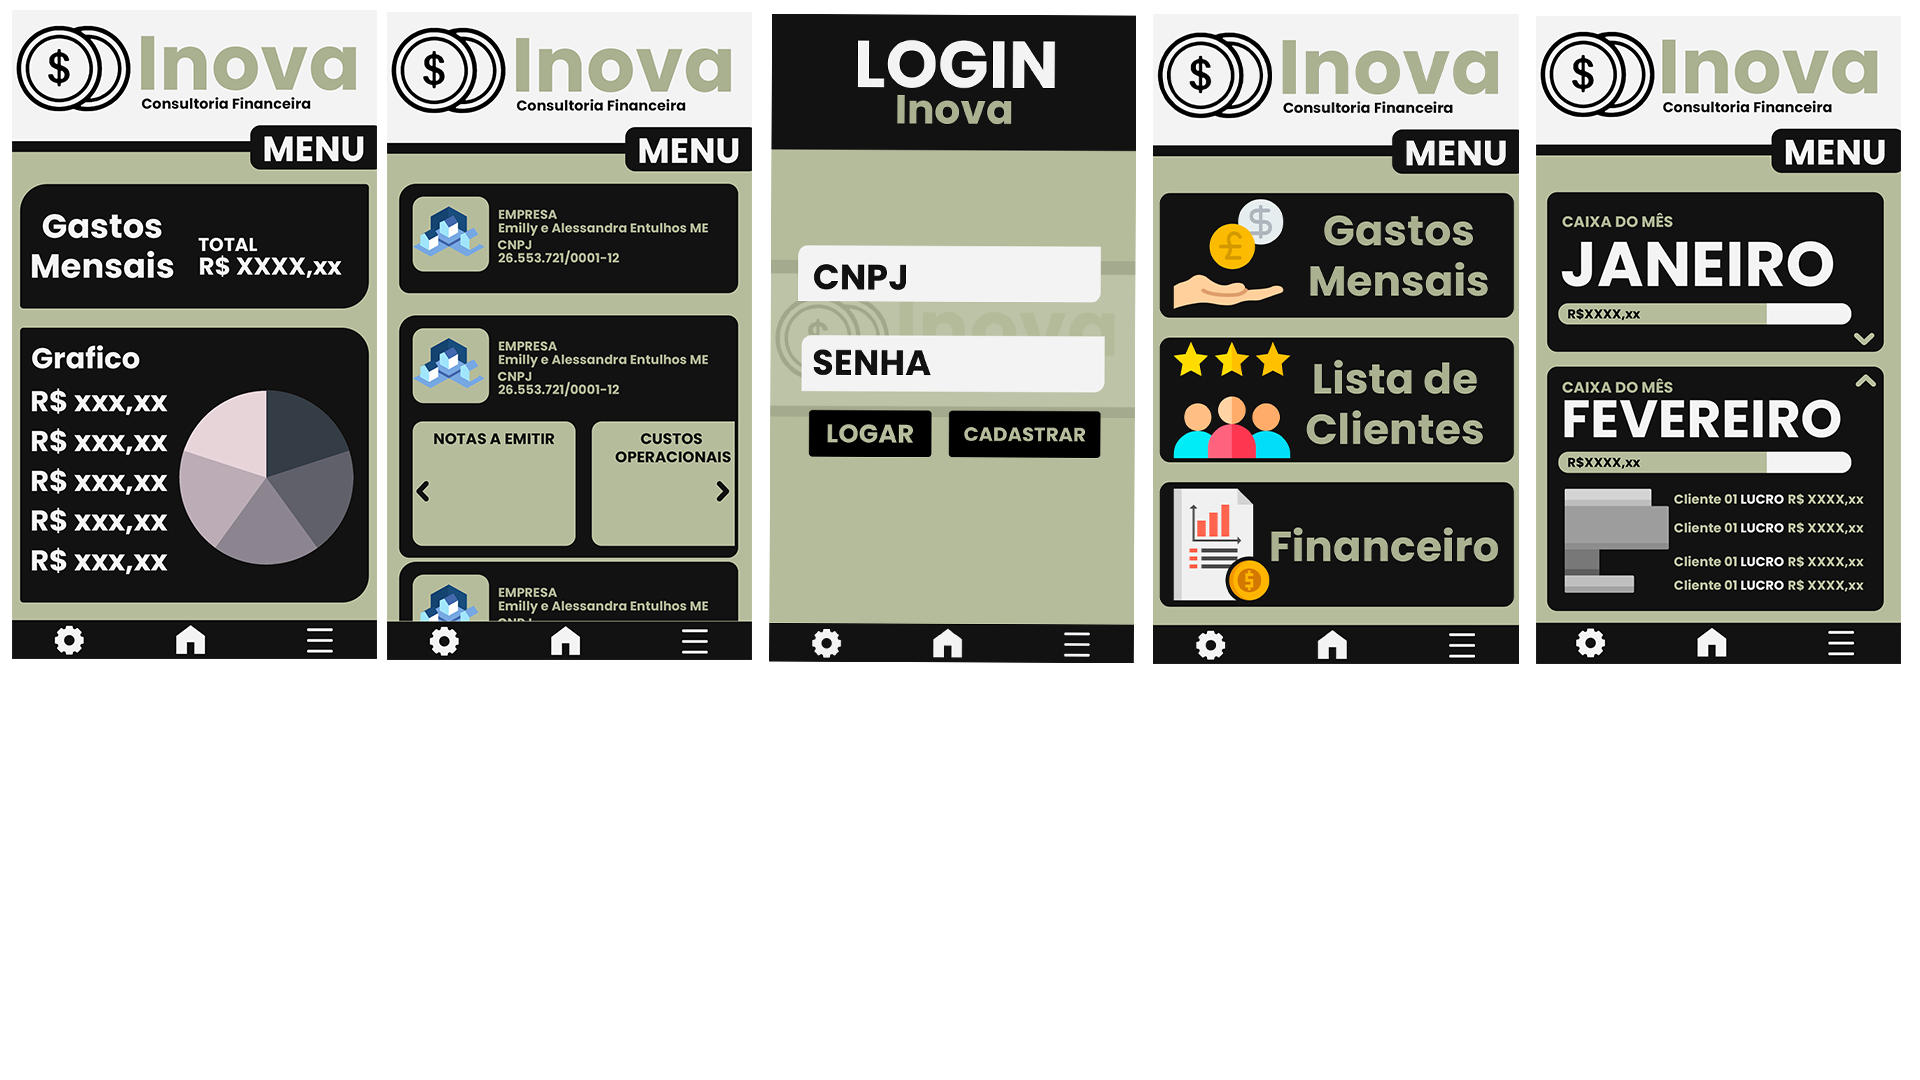 $ Inova
Consultoria Financeira
MENU
Gastos
Mensais
TOTAL
R$ XXXX,xx
Grafico
R$ xxx,xx
R$ xxx,xx
R$ xxx,xx
R$ xxx,xx
R$ xxx,xx
$ Inova
Consultoria Financeira
MENU
EMPRESA
Emilly e Alessandra Entulhos ME
CNPJ
26.553.721/0001-12
EMPRESA
Emilly e Alessandra Entulhos ME
CNPJ
26.553.721/0001-12
NOTAS A EMITIR
CUSTOS
OPERACIONAIS
EMPRESA
Emilly e Alessandra Entulhos ME
CNPJ
LOGIN
Inova
CNPJ
$ Inova
SENHA
LOGAR
CADASTRAR
$ Inova
Consultoria Financeira
MENU
$
£
Gastos
Mensais
Lista de
Clientes
Financeiro
$
$ Inova
Consultoria Financeira
MENU
CAIXA DO MÊS
JANEIRO
R$XXXX,xx
CAIXA DO MÊS
FEVEREIRO
R$XXXX,xx
Cliente 01 LUCRO R$ XXXX,xx
Cliente 01 LUCRO R$ XXXX,xx
Cliente 01 LUCRO R$ XXXX,xx
Cliente 01 LUCRO R$ XXXX,xx